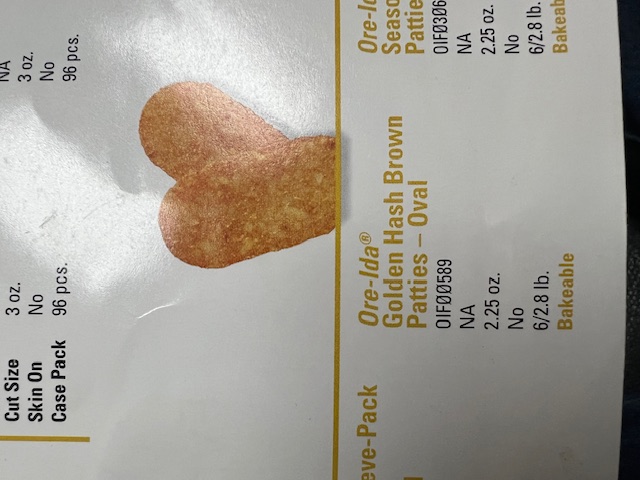 NA
3 oz.
No
96 pcs.
Cut Size 3 oz.
Skin On No
Case Pack 96 pcs.
Ore-Ida®
Golden Hash Brown
Patties – Oval
OIF00589
NA
2.25 oz.
No
6/2.8 lb.
Bakeable
NA
2.25 oz.
No
6/2.8 lb.